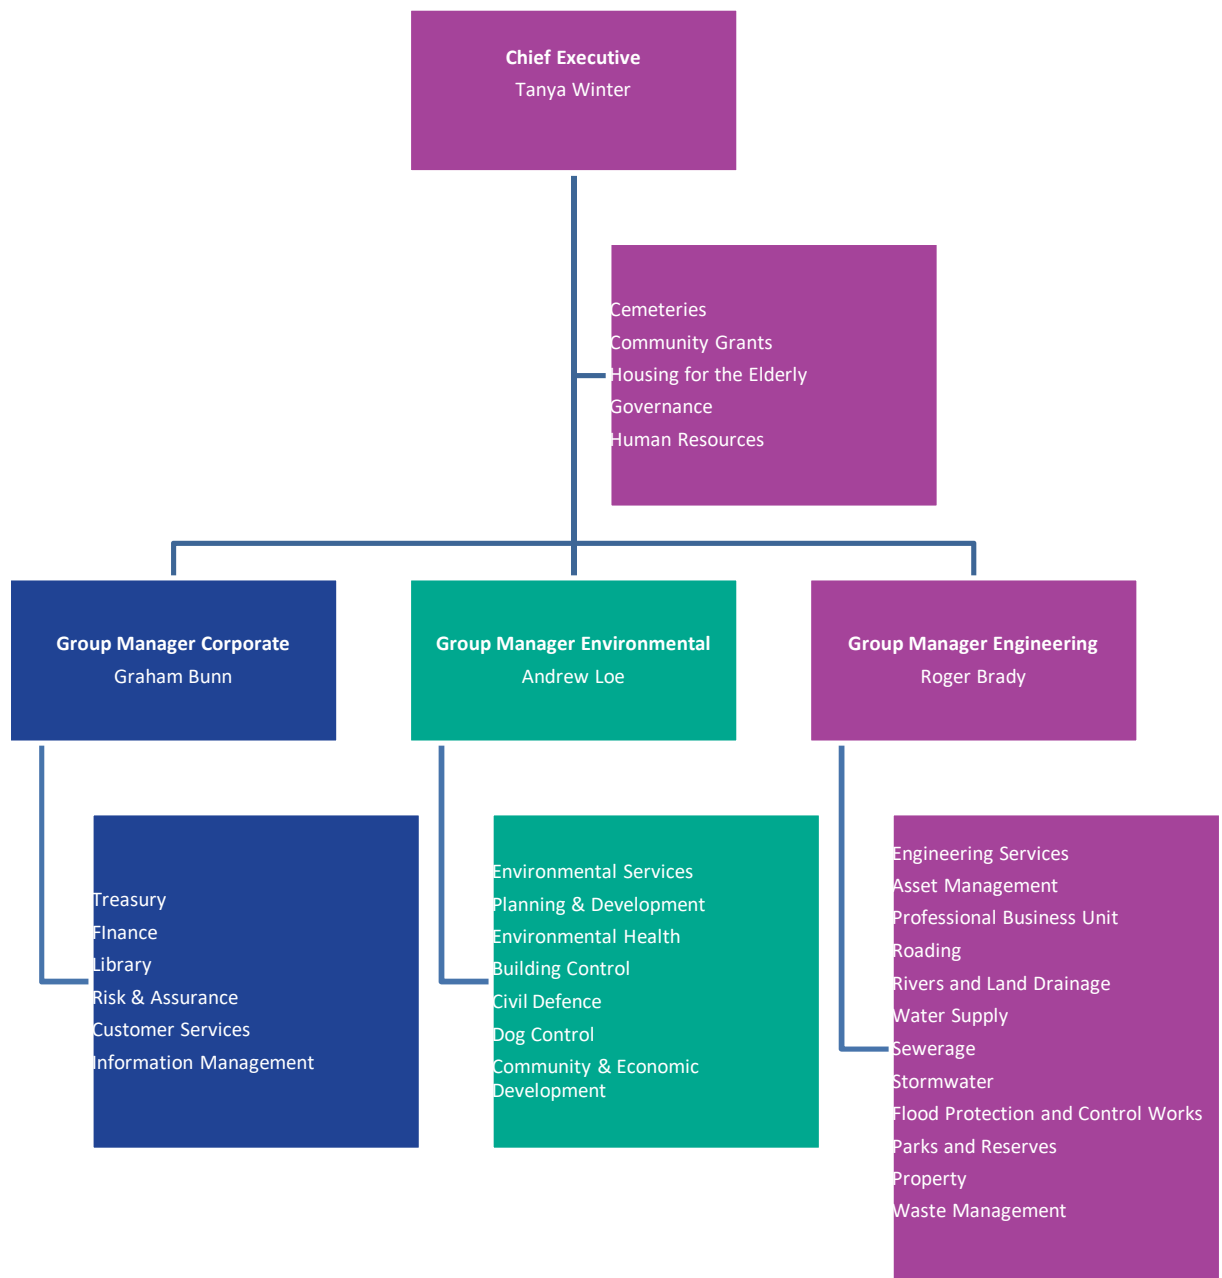 Chief Executive
Tanya Winter
Cemeteries
Community Grants
Housing for the Elderly
Governance
Human Resources
Group Manager Corporate
Graham Bunn
Group Manager Environmental
Andrew Loe
Group Manager Engineering
Roger Brady
Treasury
FInance
Library
Risk & Assurance
Customer Services
Information Management
Environmental Services
Planning & Development
Environmental Health
Building Control
Civil Defence
Dog Control
Community & Economic
Development
Engineering Services
Asset Management
Professional Business Unit
Roading
Rivers and Land Drainage
Water Supply
Sewerage
Stormwater
Flood Protection and Control Works
Parks and Reserves
Property
Waste Management